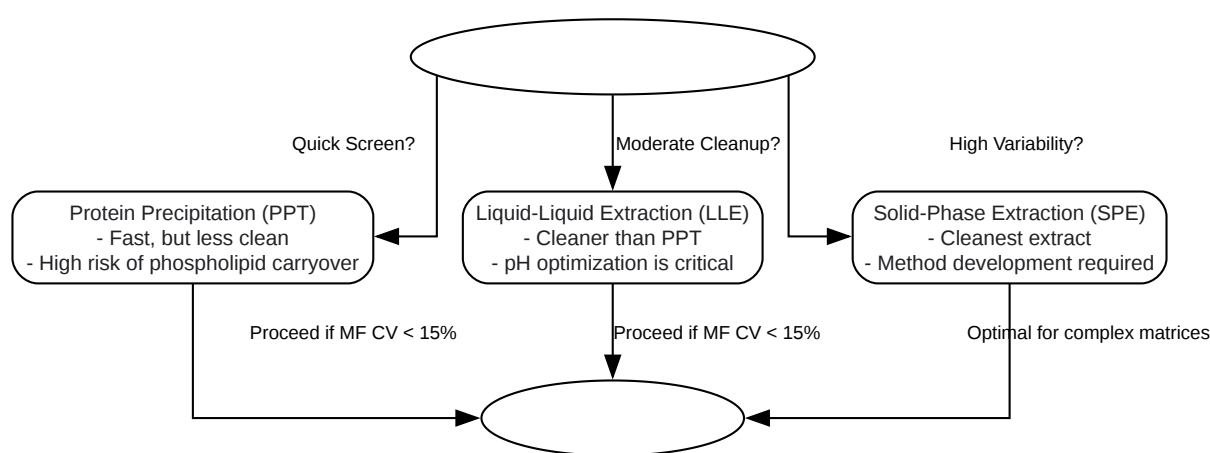 Quick Screen?
Moderate Cleanup?
High Variability?
Protein Precipitation (PPT)
- Fast, but less clean
- High risk of phospholipid carryover
Liquid-Liquid Extraction (LLE)
- Cleaner than PPT
- pH optimization is critical
Solid-Phase Extraction (SPE)
- Cleanest extract
- Method development required
Proceed if MF CV < 15%
Proceed if MF CV < 15%
Optimal for complex matrices